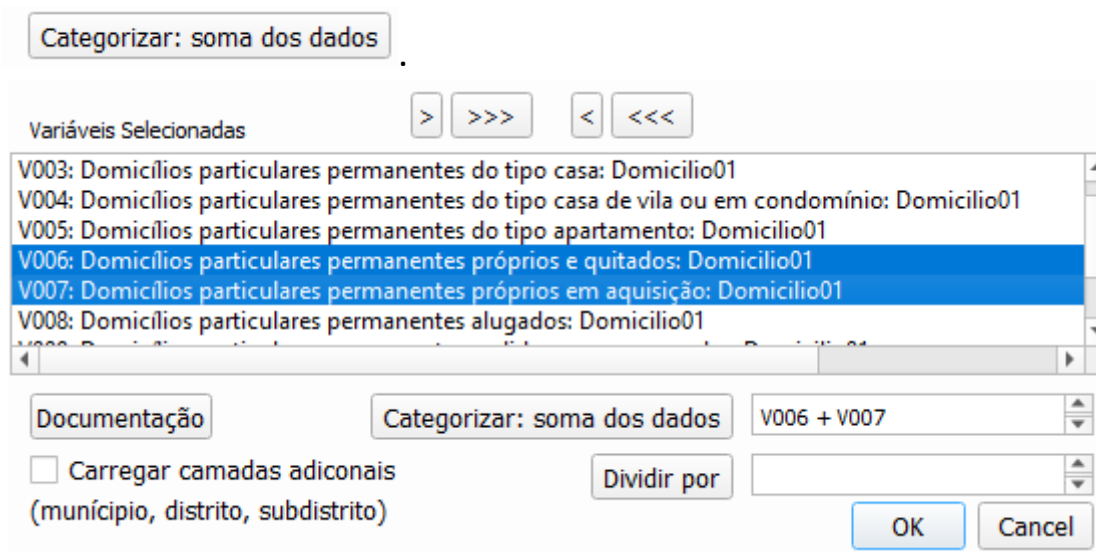 Categorizar: soma dos dados .
Variáveis Selecionadas
> >>> < <<<
V003: Domicílios particulares permanentes do tipo casa: Domicilio01
V004: Domicílios particulares permanentes do tipo casa de vila ou em condomínio: Domicilio01
V005: Domicílios particulares permanentes do tipo apartamento: Domicilio01
V006: Domicílios particulares permanentes próprios e quitados: Domicilio01
V007: Domicílios particulares permanentes próprios em aquisição: Domicilio01
V008: Domicílios particulares permanentes alugados: Domicilio01
Documentação
Categorizar: soma dos dados
V006 + V007
Carregar camadas adiconais
(munícipio, distrito, subdistrito)
Dividir por
OK
Cancel